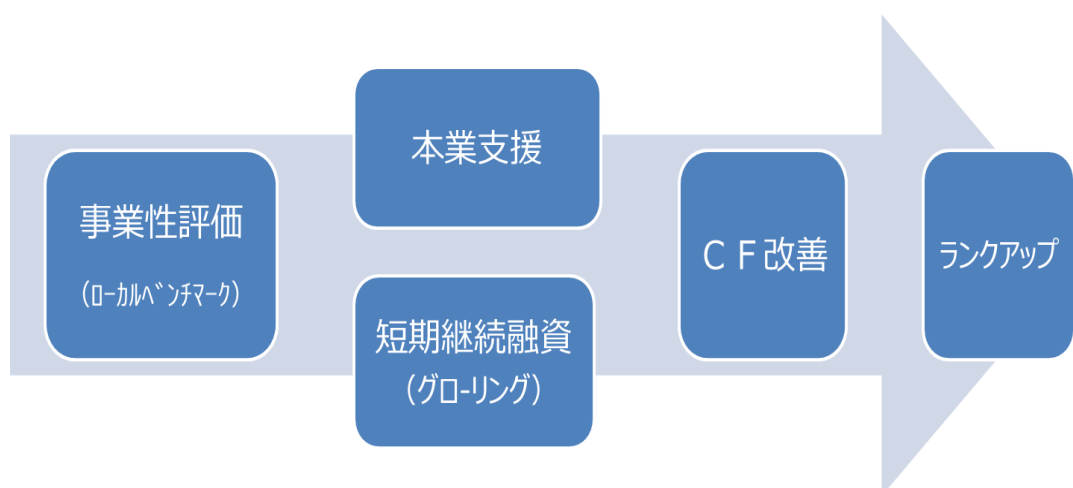 事業性評価
（ﾛｰｶﾙﾍﾞﾝﾁﾏｰｸ）
本業支援
短期継続融資
（グロ-リング）
ＣＦ改善
ランクアップ